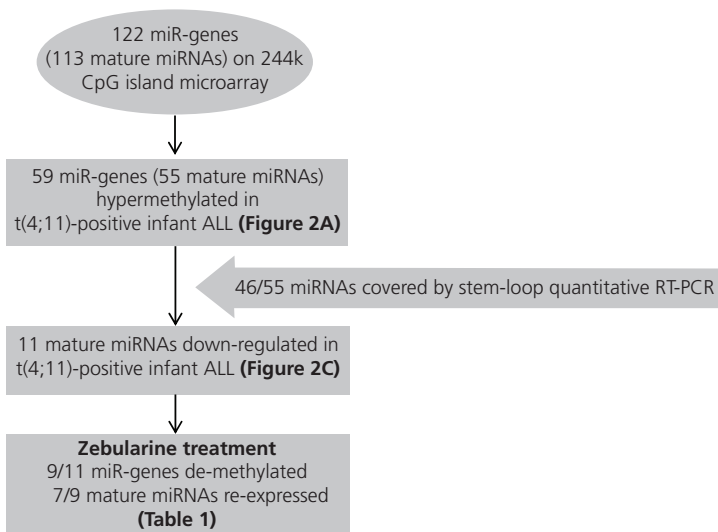 122 miR-genes
(113 mature miRNAs) on 244k
CpG island microarray
59 miR-genes (55 mature miRNAs)
hypermethylated in
t(4;11)-positive infant ALL (Figure 2A)
46/55 miRNAs covered by stem-loop quantitative RT-PCR
11 mature miRNAs down-regulated in
t(4;11)-positive infant ALL (Figure 2C)
Zebularine treatment
9/11 miR-genes de-methylated
7/9 mature miRNAs re-expressed
(Table 1)